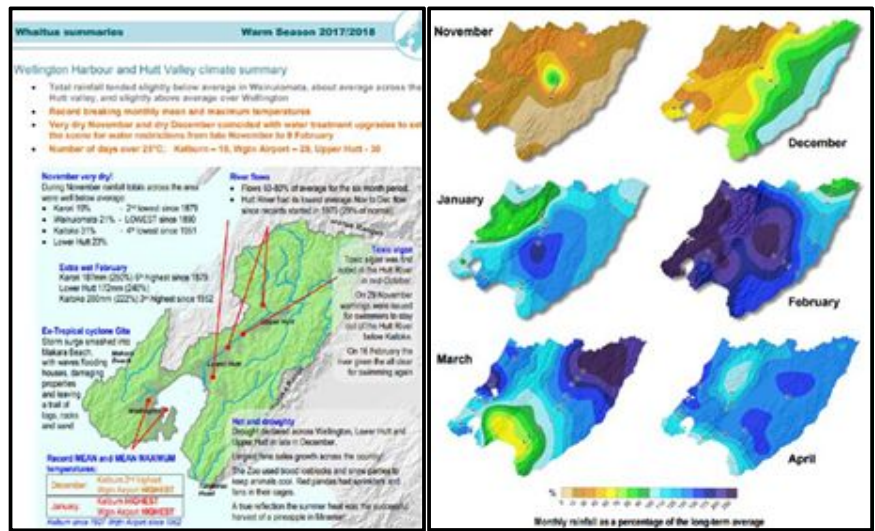 Whaitua summaries
Warm Season 2017/2018
Wellington Harbour and Hutt Valley climate summary
• Total rainfall tended slightly below average in Wainuiomata, about average across the
Hutt valley, and slightly above average over Wellington
• Record breaking monthly mean and maximum temperatures
• Very dry November and dry December coincided with water treatment upgrades to set
the scene for water restrictions from late November to 9 February
• Number of days over 25°C: Kelburn – Wgtn Airport – Upper Hutt - 30
November very dry!
During November rainfall totals across the
area were well below average:
• Karori 19% - 2nd lowest since 1879
• Wainuiomata 21% - LOWEST since 1890
• Kaitoke 31% - 4th lowest since 1951
• Lower Hutt 23%
River flows
• Flows of average for the six month period.
• Hutt River had its lowest average Nov to Dec flow
since records started in (29% of normal).
Extra wet February
Karori 187mm (250%) 6th highest since 1879
Lower Hutt 172mm (240%)
Kaitoke 280mm (222%) 3rd highest since
Toxic algae
Toxic algae was first
noted in the Hutt River
in mid-October.
On 29 November
warnings were issued
for swimmers to stay
out of the Hutt River
below Kaitoke.
On 16 February the
river given the all clear
for swimming again
Ex-Tropical cyclone Gita
Storm surge smashed into
Makara Beach,
with waves flooding
houses, damaging
properties
and leaving
a trail of
logs, rocks
and sand
Makara
Upper Hutt
Lower Hutt
Wellington
Hot and droughty
Drought declared across Wellington, Lower Hutt and
Upper Hutt in late in December.
fans sales growth across the country.
The Zoo used blood iceblocks and snow parties to
keep animals cool. Red pandas had sprinklers and
fans in their cages.
A true reflection the summer heat was the successful
harvest of a pineapple in
Record MEAN and MEAN MAXIMUM
temperatures:
December: Kelburn 2nd highest
Wgtn Airport HIGHEST
January: Kelburn HIGHEST
Wgtn Airport HIGHEST
Kelburn since 1927 Wgtn Airport since 1962
November
December
January
February
March
April
%
Monthly rainfall as a percentage of the long-term average